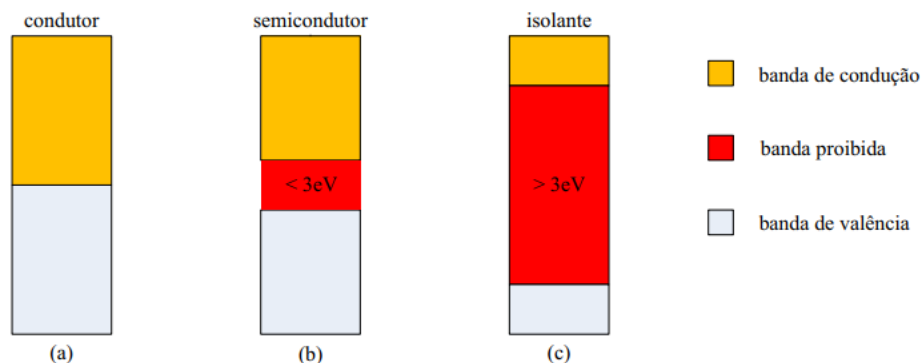 condutor
semicondutor
isolante
banda de condução
banda proibida
< 3eV
> 3eV
banda de valência
(a)
(b)
(c)